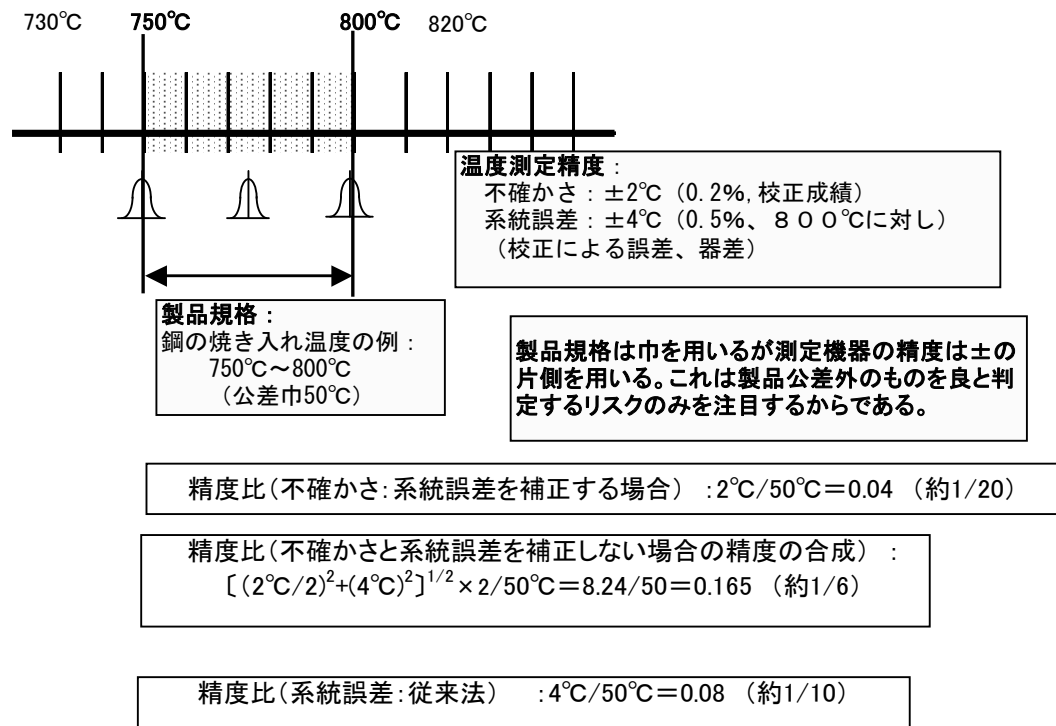 730℃ 750℃ 800℃ 820℃
温度測定精度：
不確かさ：±2℃（0.2%,校正成績）
系統誤差：±4℃（0.5%、８００℃に対し）
（校正による誤差、器差）
製品規格：
鋼の焼き入れ温度の例：
750℃～800℃
（公差巾50℃）
製品規格は巾を用いるが測定機器の精度は±の
片側を用いる。これは製品公差外のものを良と判
定するリスクのみを注目するからである。
精度比（不確かさ：系統誤差を補正する場合） ：2℃/50℃＝0.04 （約1/20）
精度比（不確かさと系統誤差を補正しない場合の精度の合成） ：
〔(2℃/2)²+(4℃)²〕¹/²×2/50℃＝8.24/50＝0.165 （約1/6）
精度比（系統誤差：従来法） ：4℃/50℃＝0.08 （約1/10）